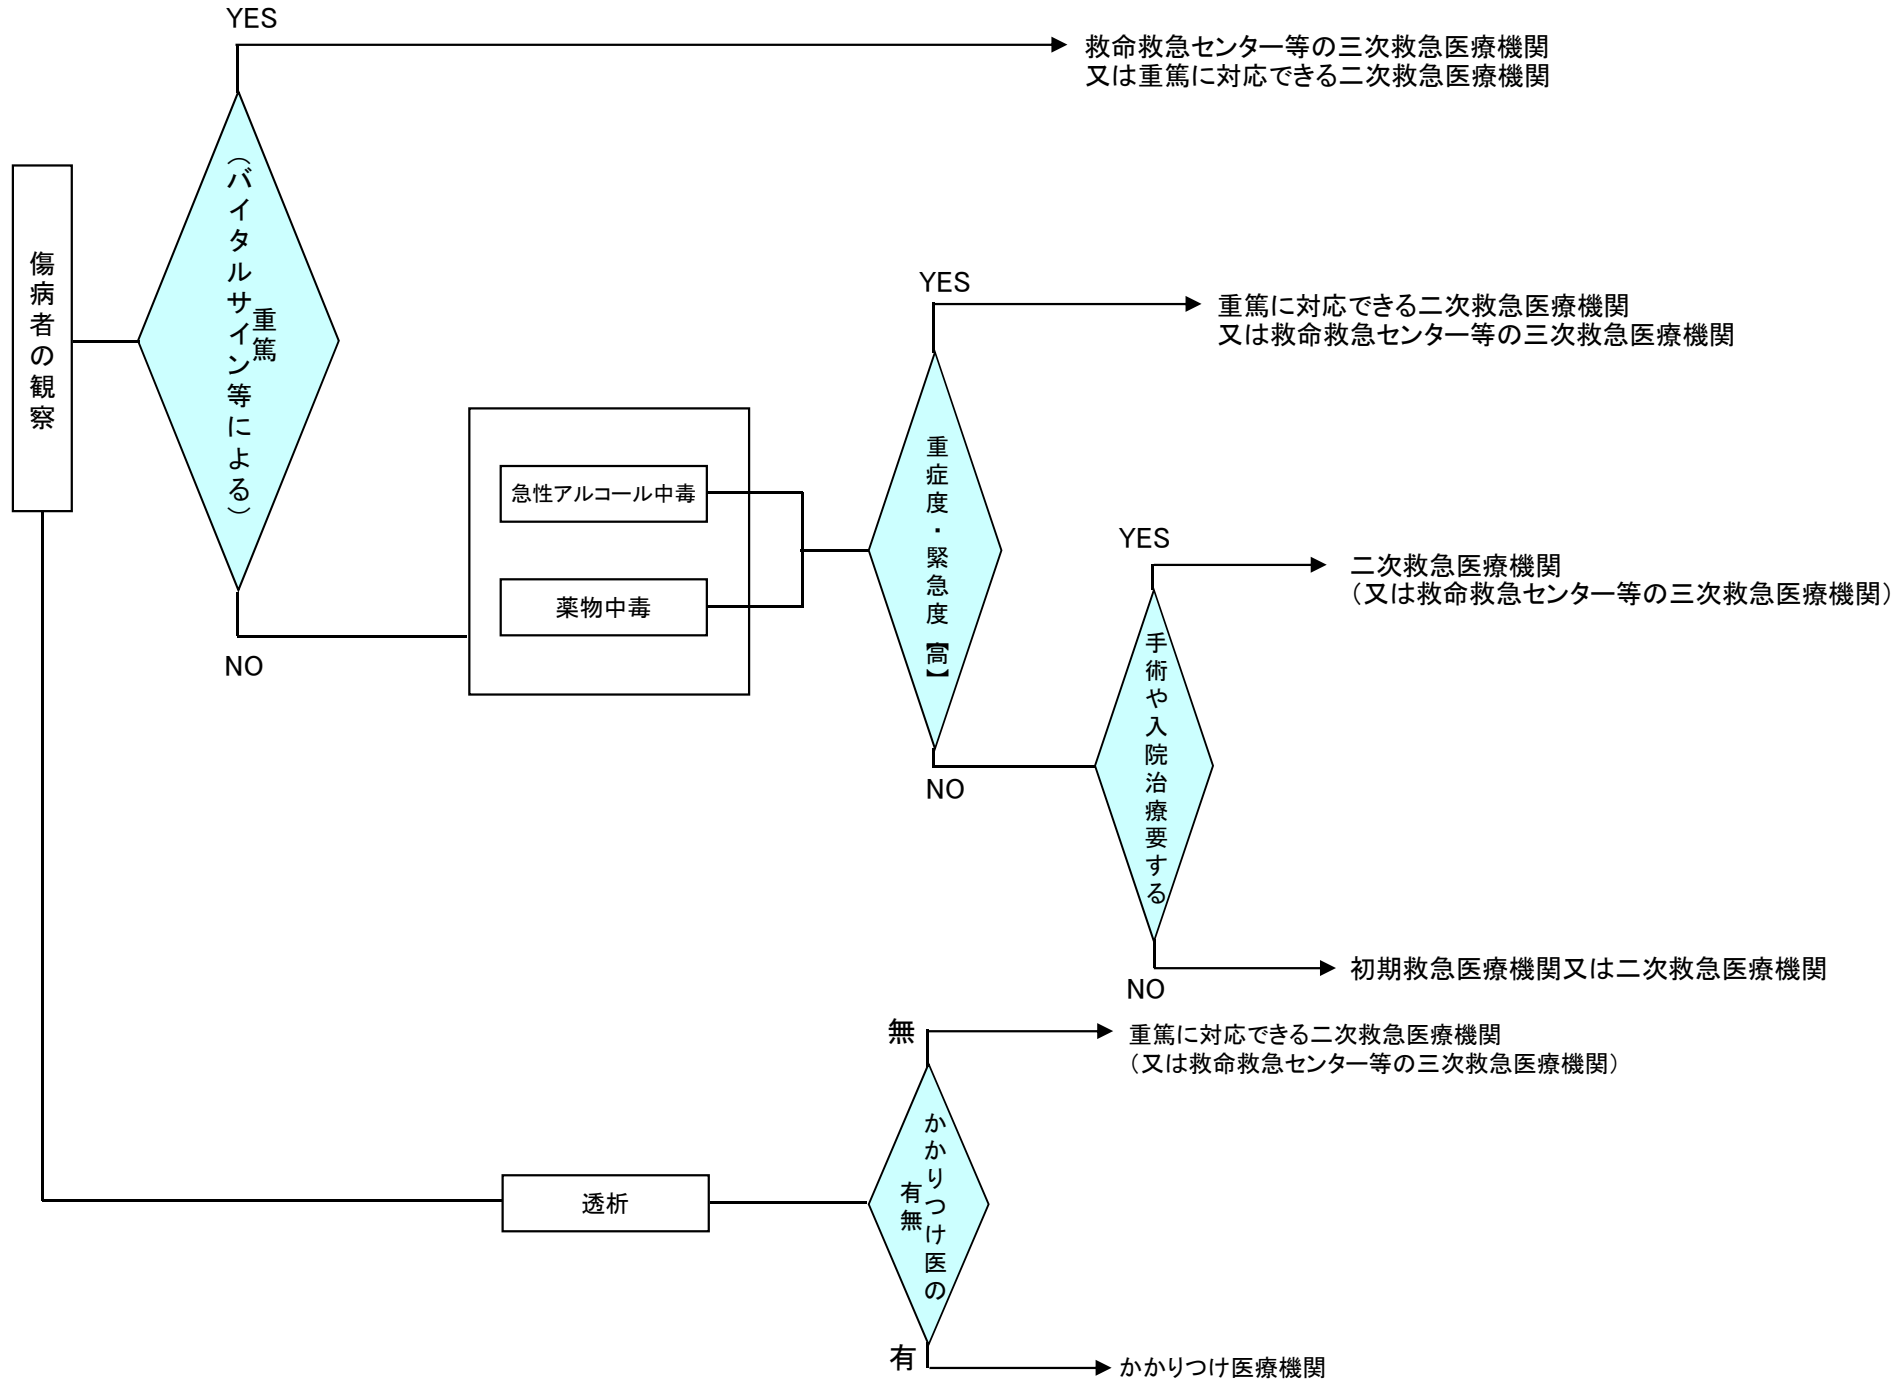 YES
救命救急センター等の三次救急医療機関
又は重篤に対応できる二次救急医療機関
傷病者の観察
重篤
（バイタルサイン等による）
NO
急性アルコール中毒
薬物中毒
YES
重篤に対応できる二次救急医療機関
又は救命救急センター等の三次救急医療機関
重症度・緊急度【高】
NO
YES
二次救急医療機関
（又は救命救急センター等の三次救急医療機関）
手術や入院治療要する
NO
初期救急医療機関又は二次救急医療機関
無
重篤に対応できる二次救急医療機関
（又は救命救急センター等の三次救急医療機関）
透析
かかりつけ医の
有無
有
かかりつけ医療機関